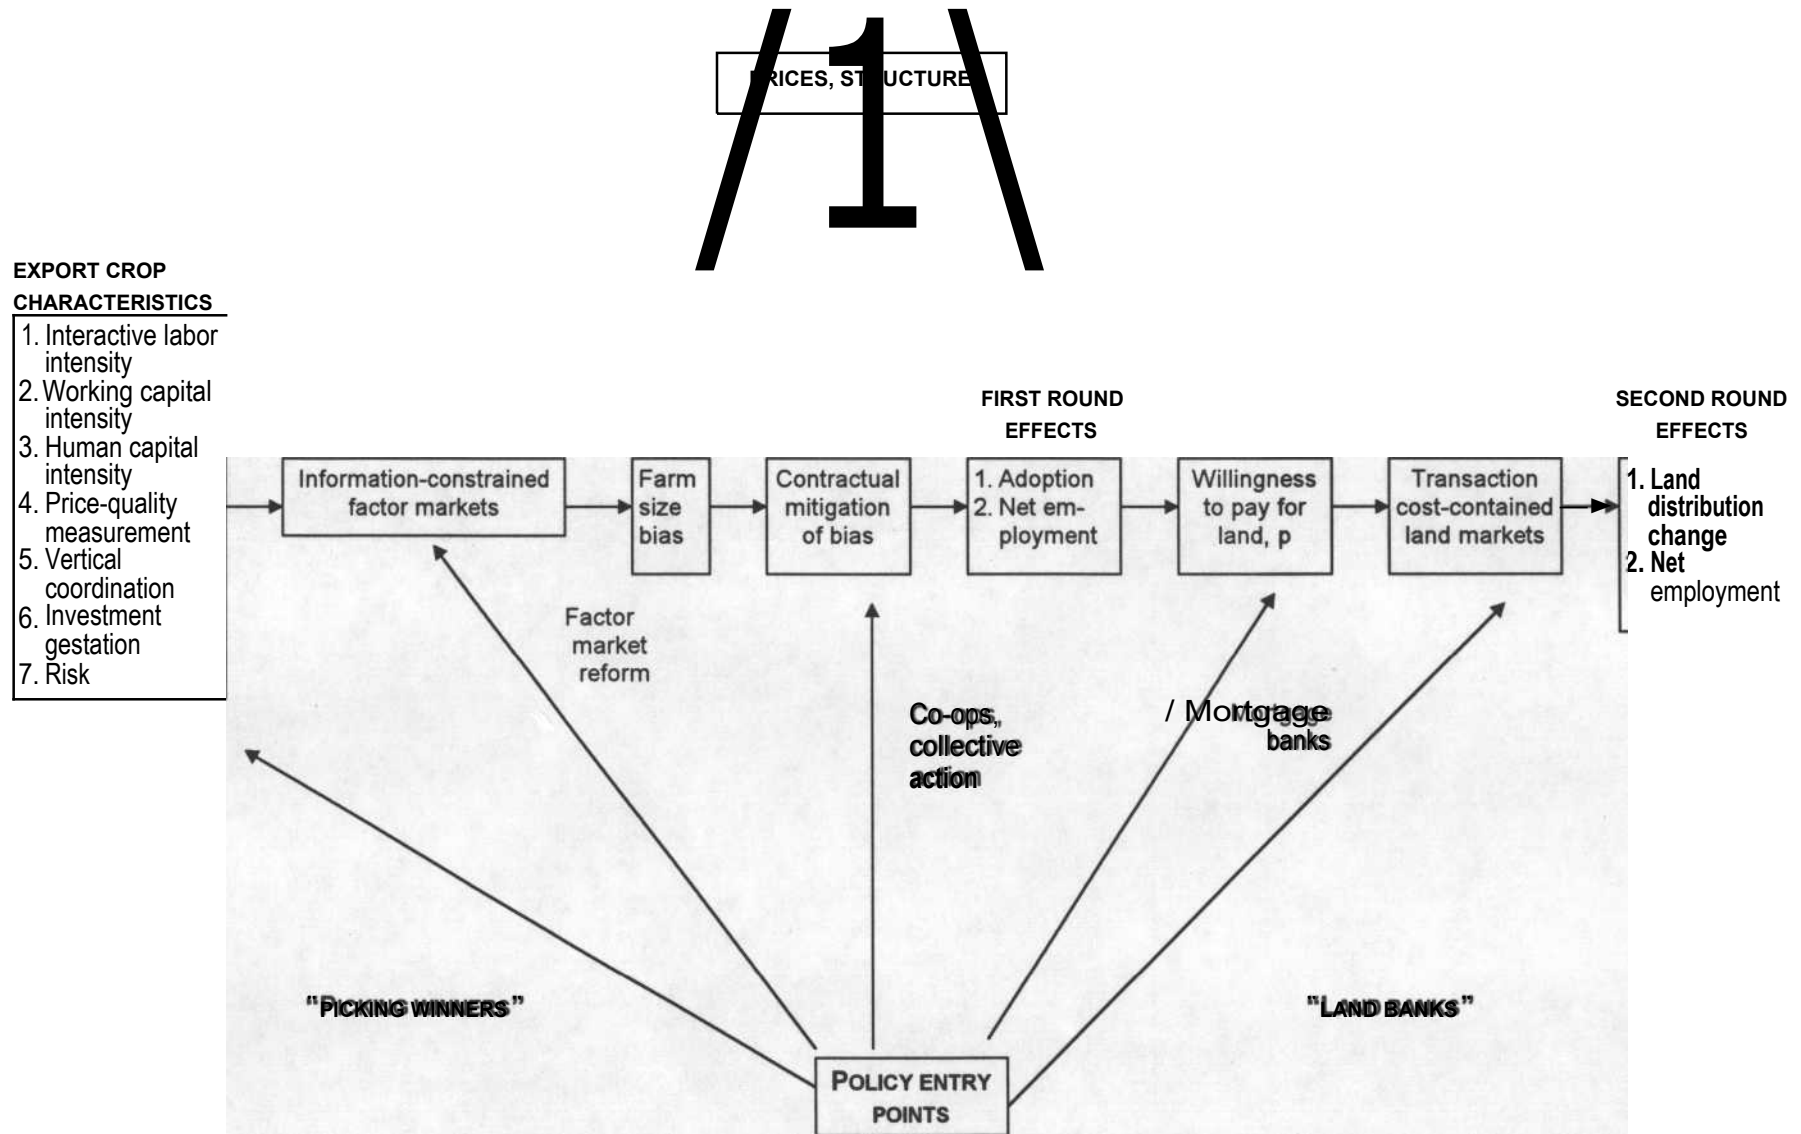 PRICES, STRUCTURE
EXPORT CROP
CHARACTERISTICS
1. Interactive labor
intensity
2. Working capital
intensity
3. Human capital
intensity
4. Price-quality
measurement
5. Vertical
coordination
6. Investment
gestation
7. Risk
Information-constrained
factor markets
Farm
size
bias
Contractual
mitigation
of bias
FIRST ROUND
EFFECTS
1. Adoption
2. Net em-
ployment
Willingness
to pay for
land, p
Transaction
cost-contained
land markets
SECOND ROUND
EFFECTS
1. Land
distribution
change
2. Net
employment
Factor
market
reform
Co-ops,
collective
action
/ Mortgage
banks
"PICKING WINNERS"
"LAND BANKS"
POLICY ENTRY
POINTS